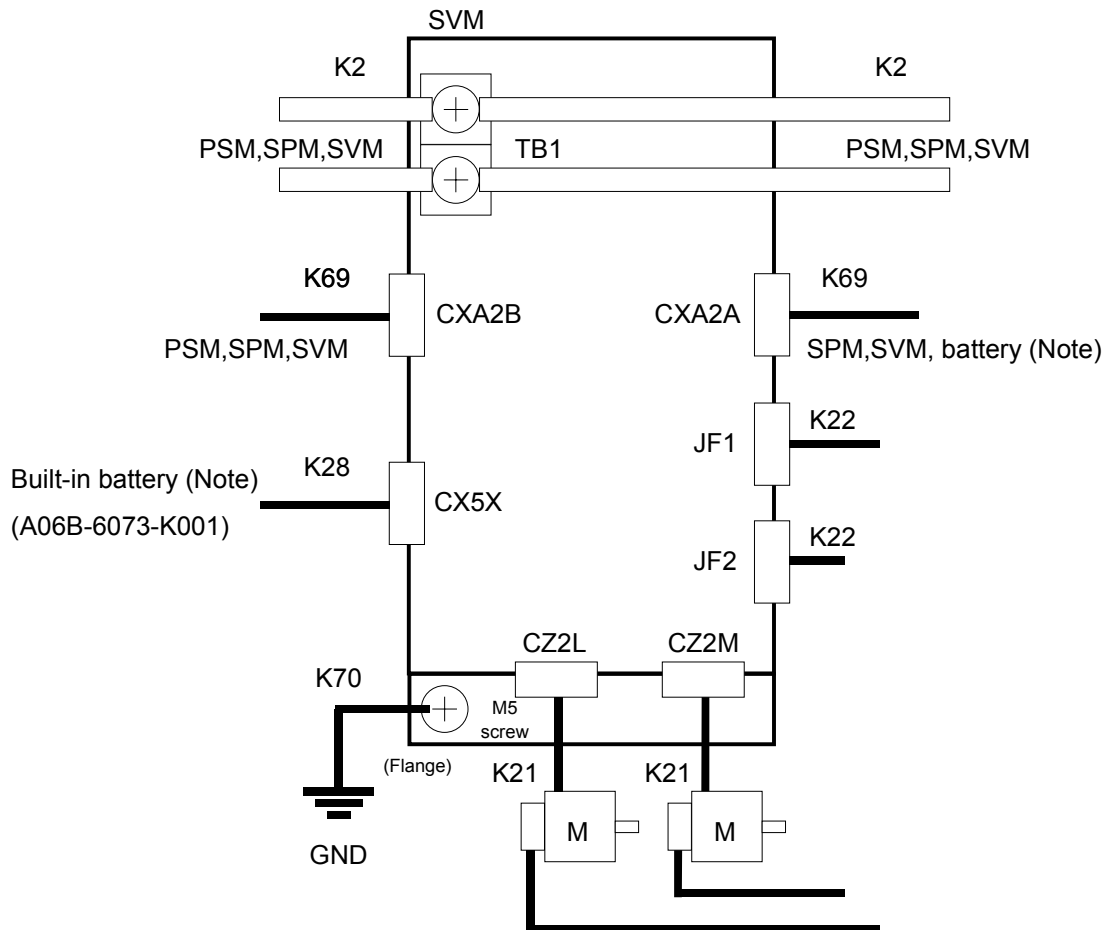 SVM
K2
K2
PSM,SPM,SVM
TB1
PSM,SPM,SVM
K69
K69
CXA2B
CXA2A
PSM,SPM,SVM
SPM,SVM, battery (Note)
K22
JF1
Built-in battery (Note)
K28
(A06B-6073-K001)
CX5X
K22
JF2
CZ2L
CZ2M
K70
M5
screw
(Flange)
K21
K21
M
M
GND